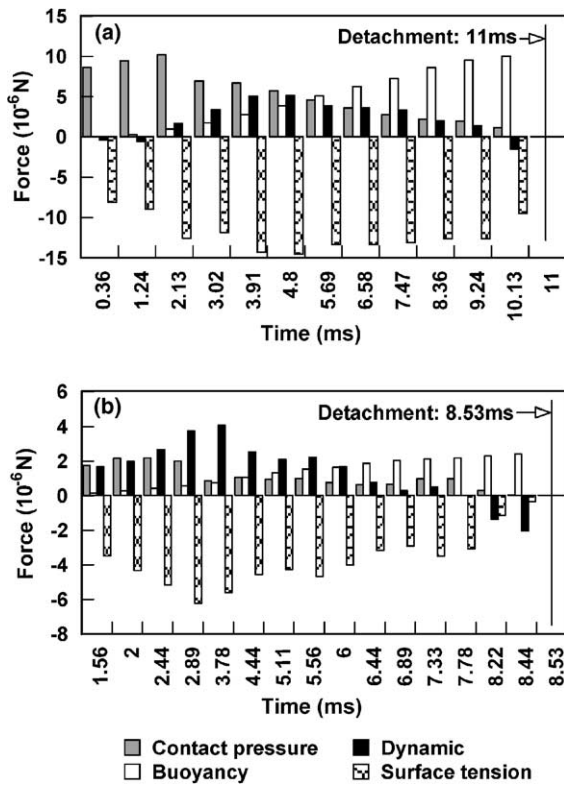 (a)
Detachment: 11ms
15
10
5
0
-5
-10
-15
Force (10⁻⁶N)
0.36 1.24 2.13 3.02 3.91 4.8 5.69 6.58 7.47 8.36 9.24 10.13 11
Time (ms)
(b)
Detachment: 8.53ms
6
4
2
0
-2
-4
-6
-8
Force (10⁻⁶N)
1.56 2 2.44 2.89 3.78 4.44 5.11 5.56 6 6.44 6.89 7.33 7.78 8.22 8.44 8.53
Time (ms)
Contact pressure Dynamic
Buoyancy Surface tension